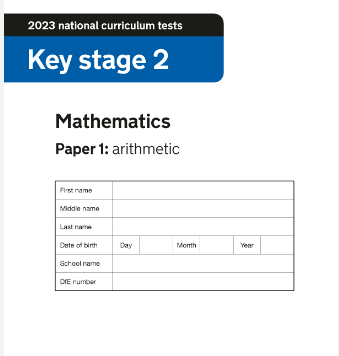 2023 national curriculum tests
Key stage 2
Mathematics
Paper 1: arithmetic
First name
Middle name
Last name
Date of birth Day Month Year
School name
DfE number